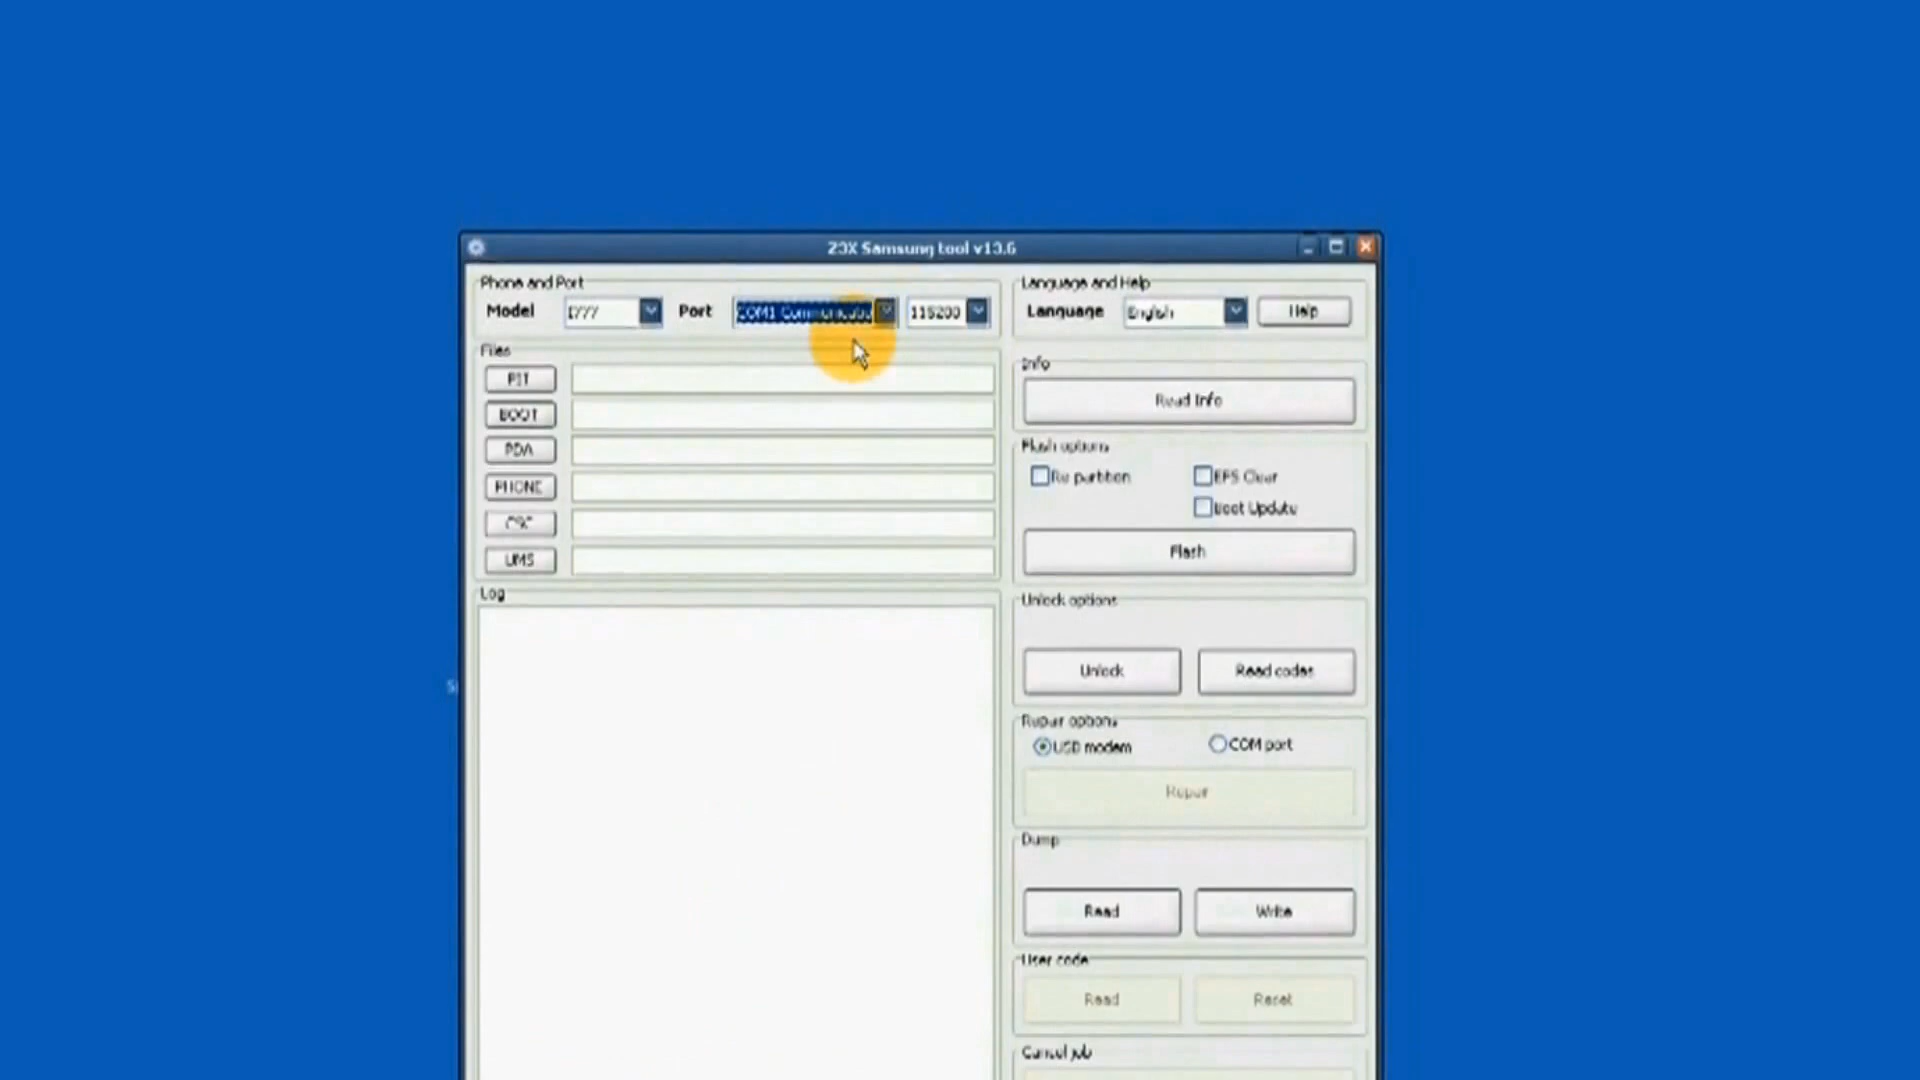 Z3X Samsung tool v13.6
Phone and Port
Model I777 Port COM1 Communicatio 115200
Language and Help
Language English Help
Files
PIT
BOOT
PDA
PHONE
CSC
UMS
Log
Info
Read Info
Flash options
Re partition EFS Clear
Boot Update
Flash
Unlock options
Unlock Read codes
Repair options
USB modem COM port
Repair
Dump
Read Write
User code
Read Reset
Cancel job